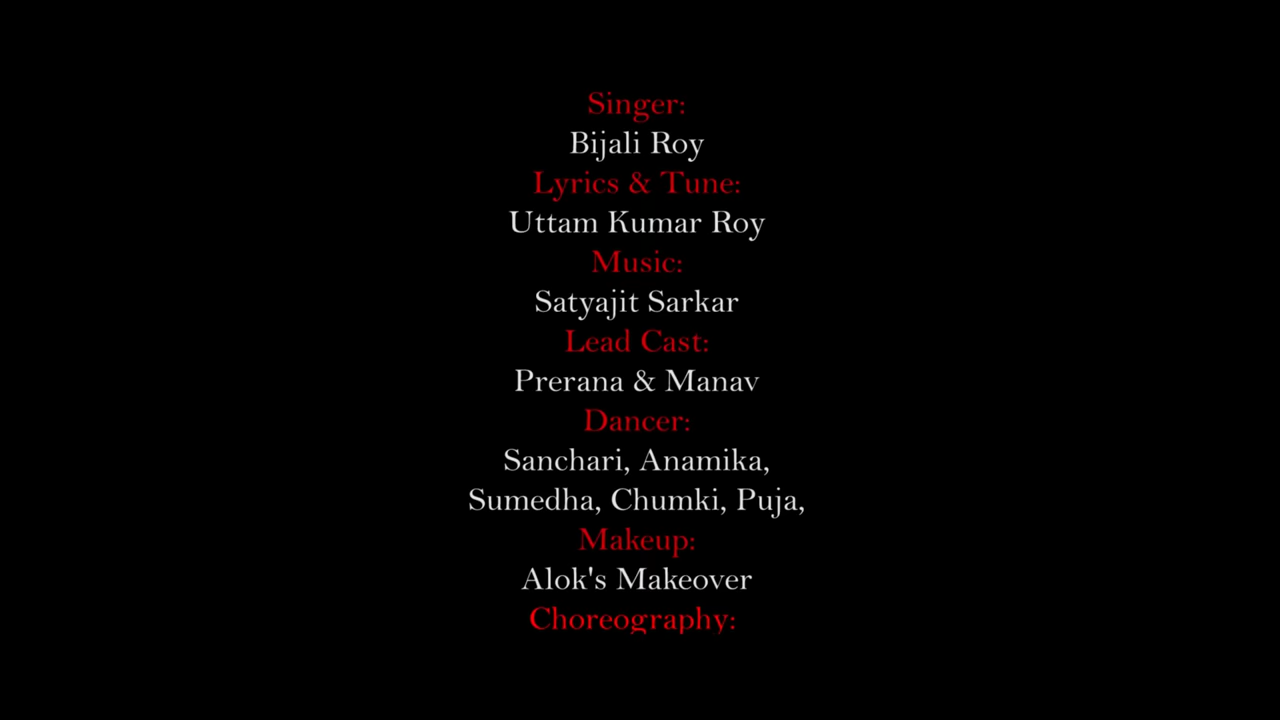 Singer:
Bijali Roy
Lyrics & Tune:
Uttam Kumar Roy
Music:
Satyajit Sarkar
Lead Cast:
Prerana & Manav
Dancer:
Sanchari, Anamika,
Sumedha, Chumki, Puja,
Makeup:
Alok's Makeover
Choreography: